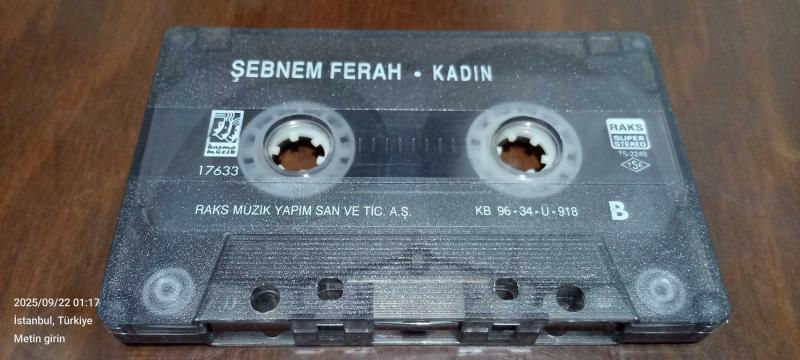 ŞEBNEM FERAH • KADIN
karma
müzik
17633
RAKS
SUPER
STEREO
TS-2240
TSE
RAKS MÜZİK YAPIM SAN VE TİC. A.Ş.
KB 96•34•Ü•918
B
2025/09/22 01:17
İstanbul, Türkiye
Metin girin